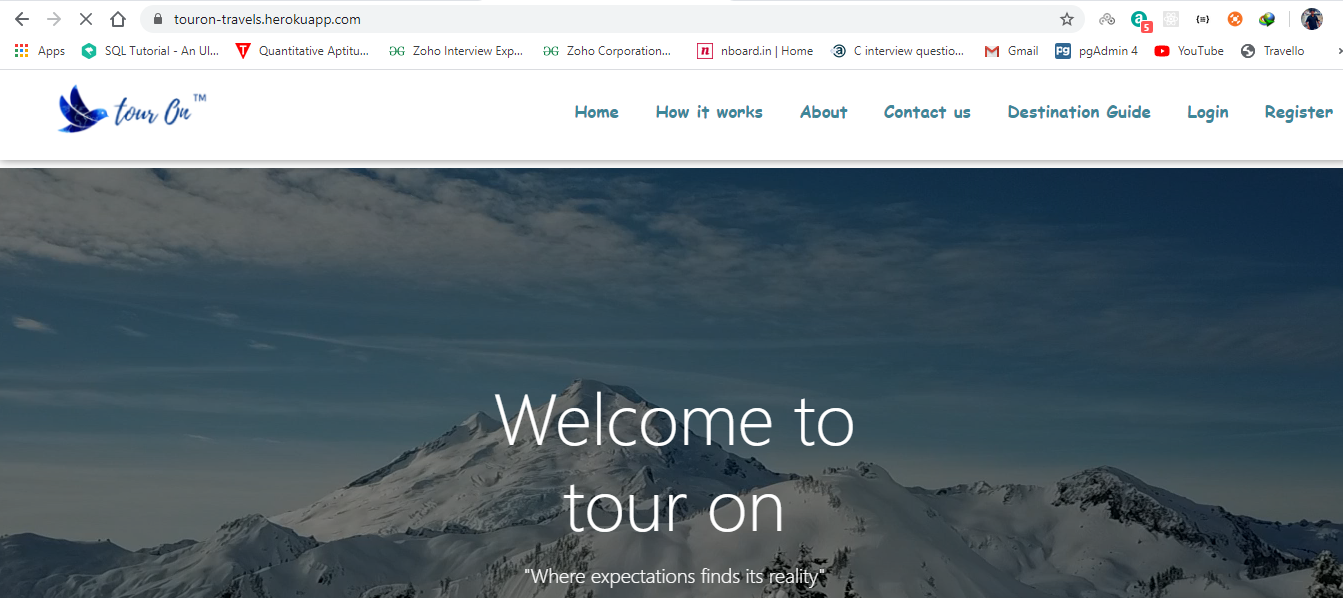 touron-travels.herokuapp.com
5
Apps SQL Tutorial - An Ul... Quantitative Aptitu... Zoho Interview Exp... Zoho Corporation... nboard.in | Home C interview questio... Gmail pgAdmin 4 YouTube Travello
tour On™
Home How it works About Contact us Destination Guide Login Register
Welcome to
tour on
"Where expectations finds its reality"